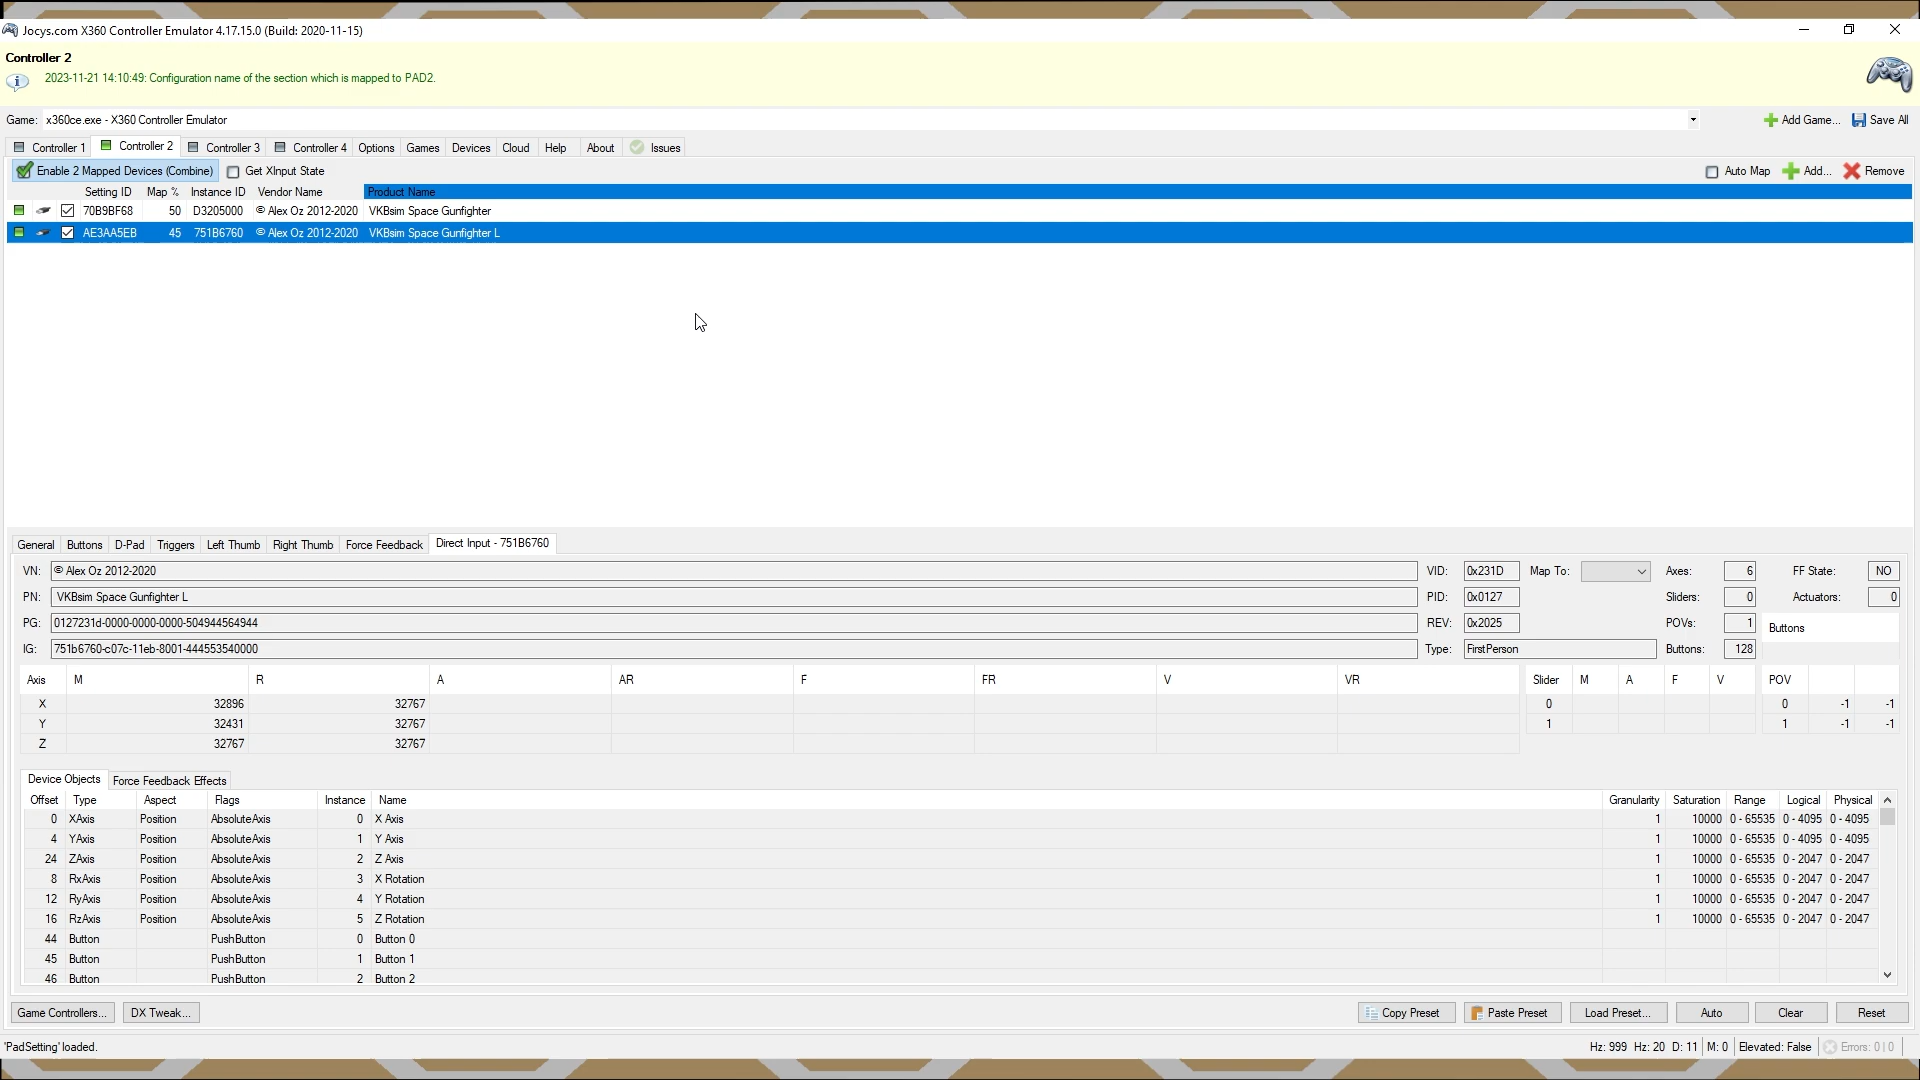 Jocys.com X360 Controller Emulator 4.17.15.0 (Build: 2020-11-15)
Controller 2
2023-11-21 14:10:49: Configuration name of the section which is mapped to PAD2.
Game: x360ce.exe - X360 Controller Emulator Add Game... Save All
Controller 1 Controller 2 Controller 3 Controller 4 Options Games Devices Cloud Help About Issues
Enable 2 Mapped Devices (Combine) Get XInput State Auto Map Add... Remove
Setting ID Map % Instance ID Vendor Name Product Name
70B9BF68 50 D3205000 © Alex Oz 2012-2020 VKBsim Space Gunfighter
AE3AA5EB 45 751B6760 © Alex Oz 2012-2020 VKBsim Space Gunfighter L
General Buttons D-Pad Triggers Left Thumb Right Thumb Force Feedback Direct Input - 751B6760
VN: © Alex Oz 2012-2020 VID: 0x231D Map To: Axes: 6 FF State: NO
PN: VKBsim Space Gunfighter L PID: 0x0127 Sliders: 0 Actuators: 0
PG: 0127231d-0000-0000-0000-504944564944 REV: 0x2025 POVs: 1 Buttons
IG: 751b6760-c07c-11eb-8001-444553540000 Type: FirstPerson Buttons: 128
Axis M R A AR F FR V VR Slider M A F V POV
X 32896 32767 0 0 -1 -1
Y 32431 32767 1 1 -1 -1
Z 32767 32767
Device Objects Force Feedback Effects
Offset Type Aspect Flags Instance Name Granularity Saturation Range Logical Physical
0 XAxis Position AbsoluteAxis 0 X Axis 1 10000 0 - 65535 0 - 4095 0 - 4095
4 YAxis Position AbsoluteAxis 1 Y Axis 1 10000 0 - 65535 0 - 4095 0 - 4095
24 ZAxis Position AbsoluteAxis 2 Z Axis 1 10000 0 - 65535 0 - 2047 0 - 2047
8 RxAxis Position AbsoluteAxis 3 X Rotation 1 10000 0 - 65535 0 - 2047 0 - 2047
12 RyAxis Position AbsoluteAxis 4 Y Rotation 1 10000 0 - 65535 0 - 2047 0 - 2047
16 RzAxis Position AbsoluteAxis 5 Z Rotation 1 10000 0 - 65535 0 - 2047 0 - 2047
44 Button PushButton 0 Button 0
45 Button PushButton 1 Button 1
46 Button PushButton 2 Button 2
Game Controllers... DX Tweak... Copy Preset Paste Preset Load Preset... Auto Clear Reset
'PadSetting' loaded. Hz: 999 Hz: 20 D: 11 M: 0 Elevated: False Errors: 0 | 0